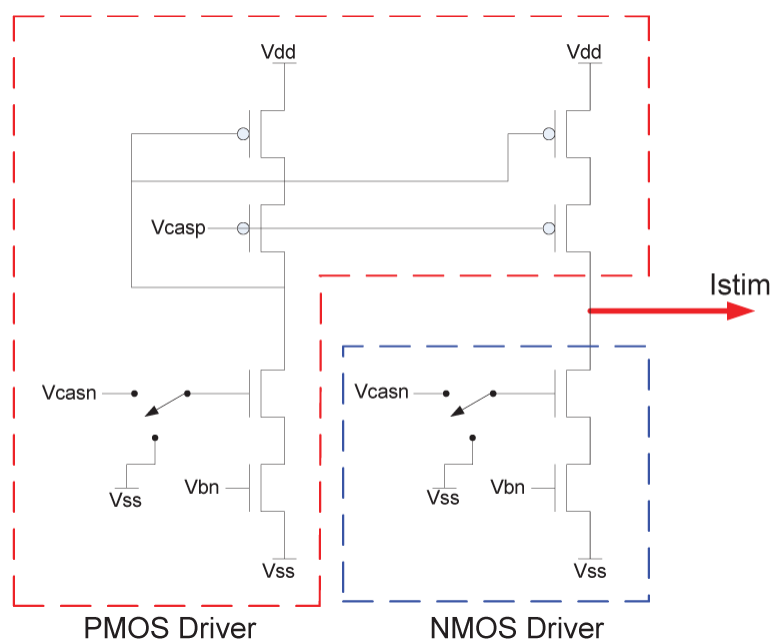 Vdd
Vdd
Vcasp
Istim
Vcasn
Vcasn
Vbn
Vbn
Vss
Vss
Vss
Vss
PMOS Driver
NMOS Driver